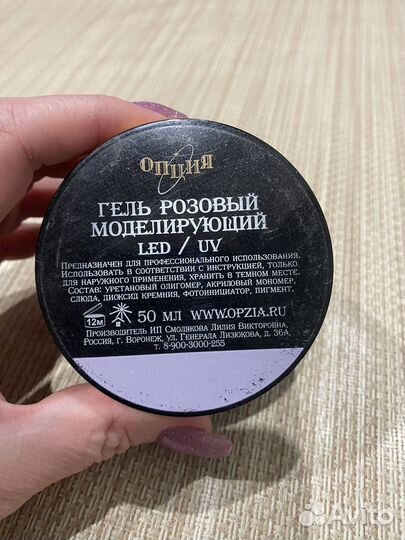 ОПЦИЯ
ГЕЛЬ РОЗОВЫЙ
МОДЕЛИРУЮЩИЙ
LED / UV
Предназначен для профессионального использования.
Использовать в соответствии с инструкцией, только
для наружного применения, хранить в темном месте.
Состав: уретановый олигомер, акриловый мономер,
слюда, диоксид кремния, фотоинициатор, пигмент.
12М 50 мл www.opzia.ru
Производитель ИП Смолякова Лилия Викторовна,
Россия, г. Воронеж, ул. Генерала Лизюкова, д. 36А,
т. 8-900-3000-255
Avito